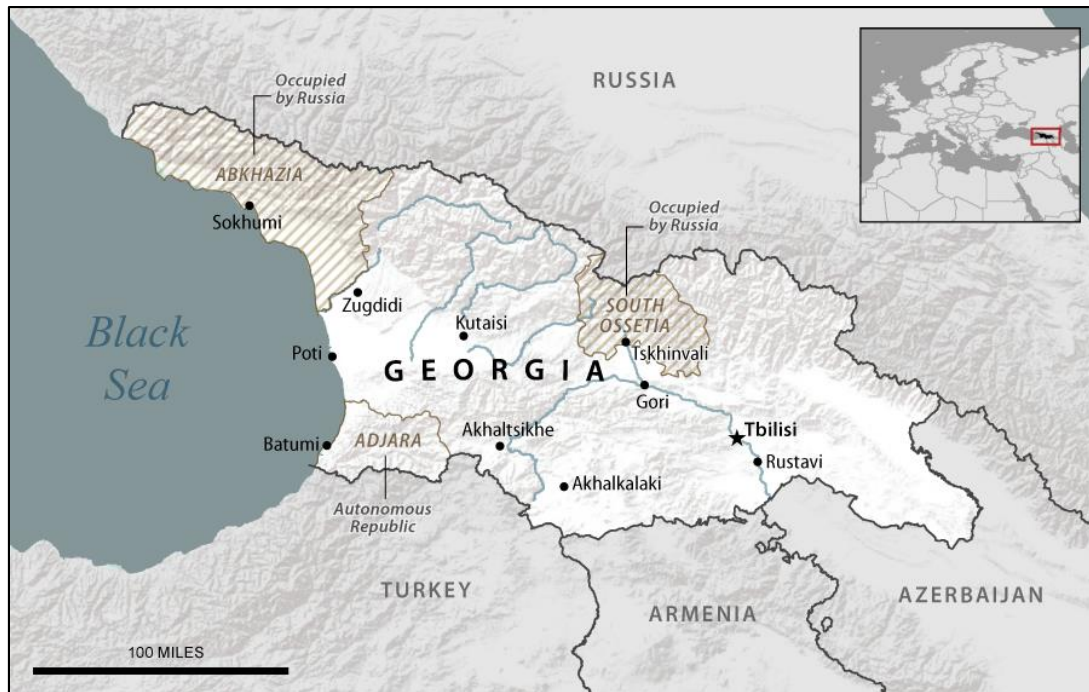 RUSSIA
Occupied
by Russia
ABKHAZIA
Sokhumi
Occupied
by Russia
SOUTH
OSSETIA
Zugdidi
Kutaisi
Tskhinvali
Black
Sea
Poti
GEORGIA
Gori
Tbilisi
Batumi
ADJARA
Akhaltsikhe
Rustavi
Akhalkalaki
Autonomous
Republic
TURKEY
ARMENIA
AZERBAIJAN
100 MILES